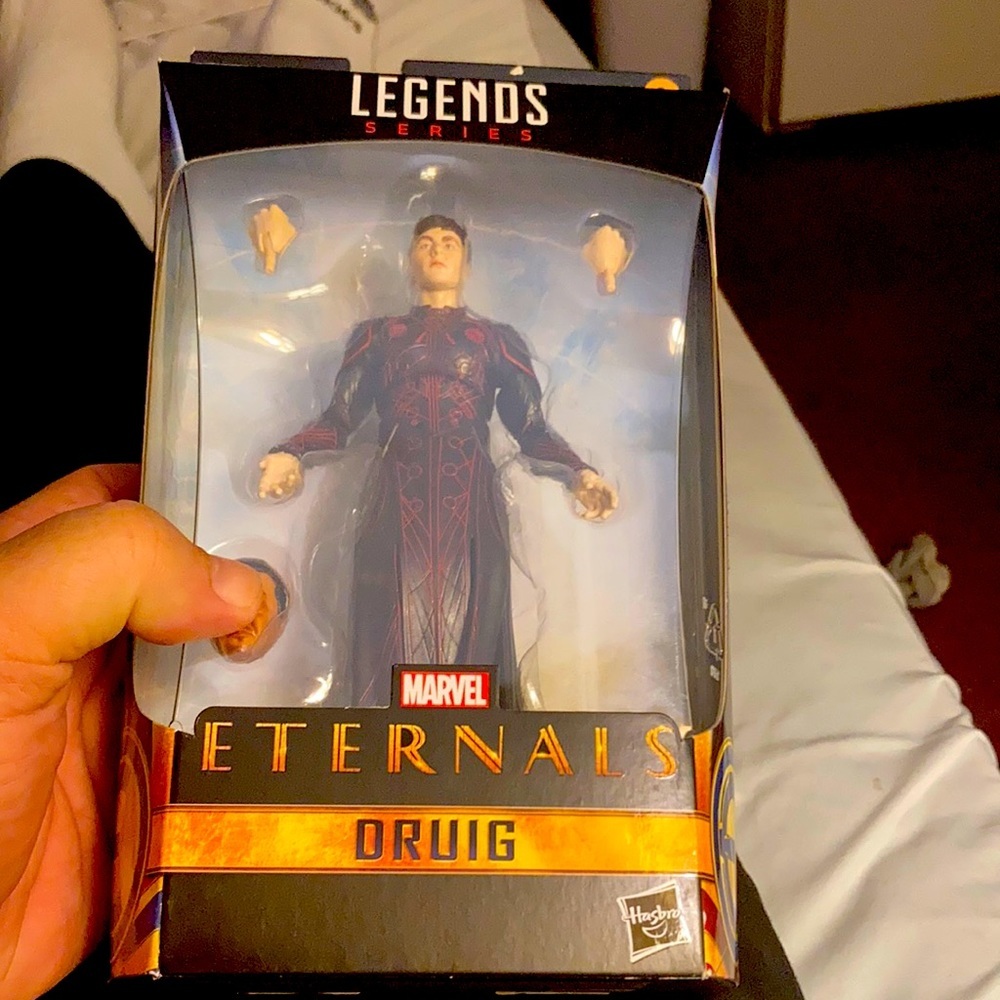 LEGENDS
SERIES
MARVEL
ETERNALS
DRUIG
Hasbro